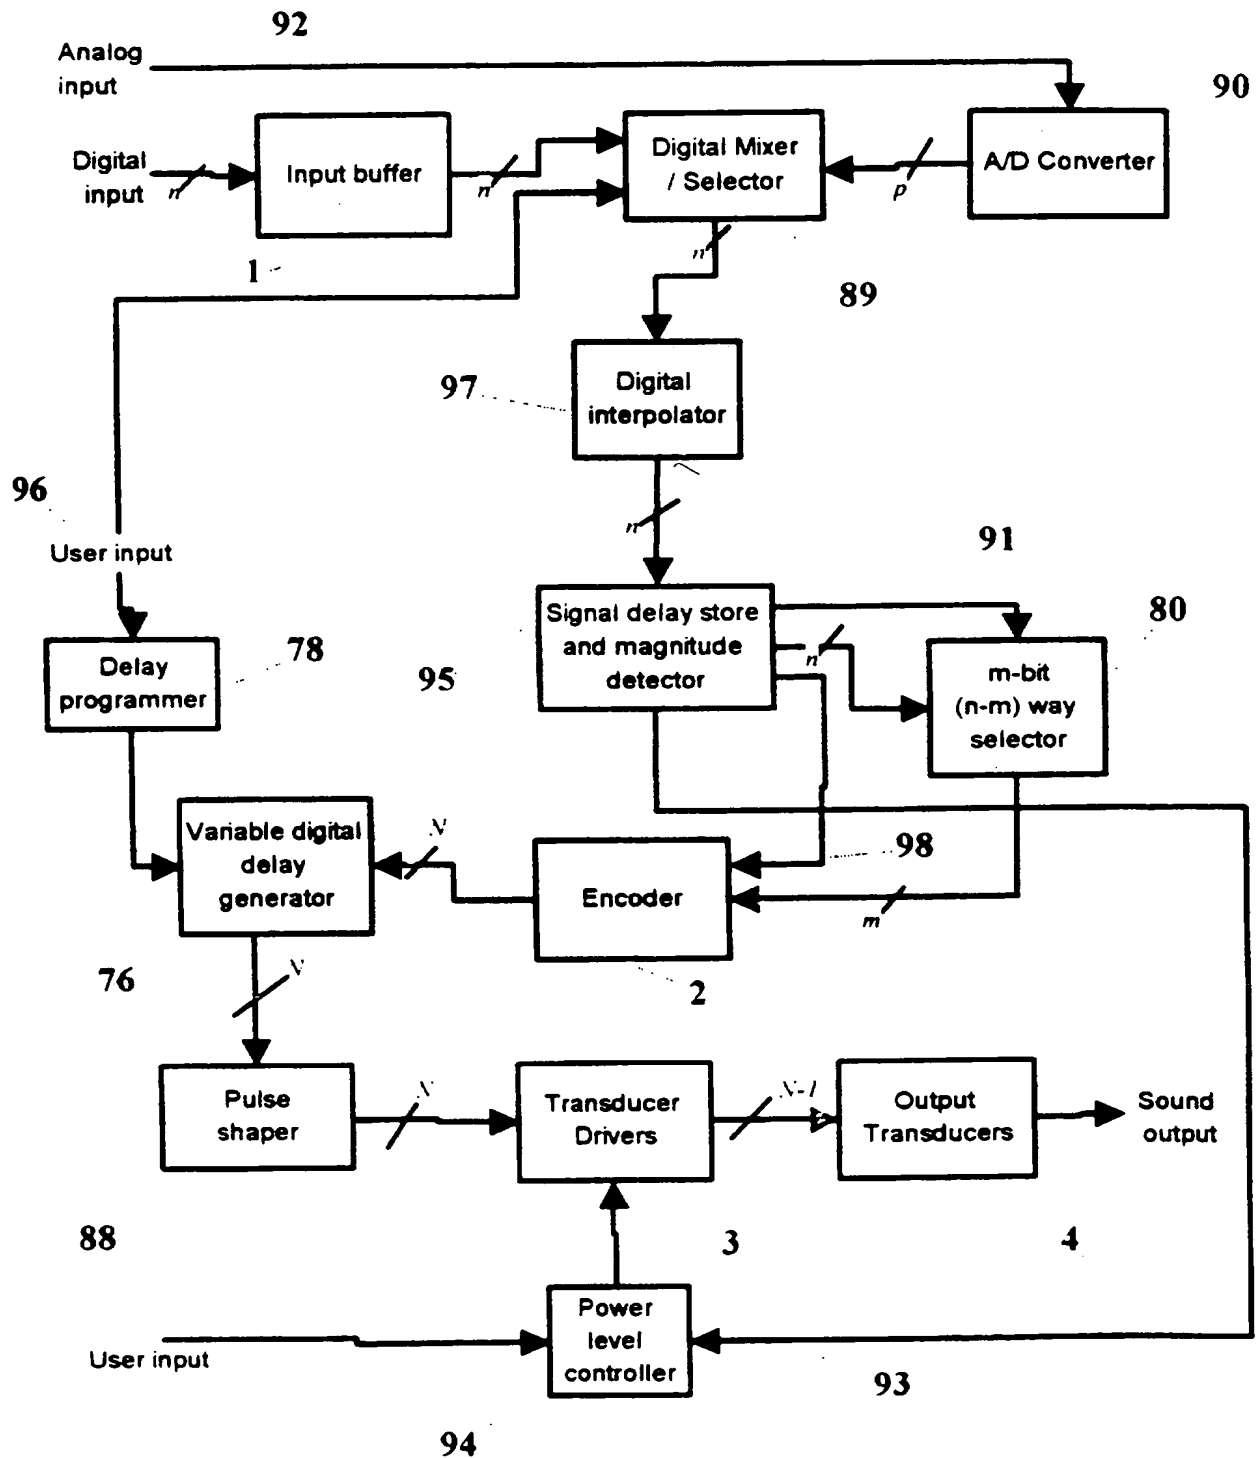 92
Analog
input
90
Digital
input
n
Input buffer
n
Digital Mixer
/ Selector
p
A/D Converter
1
n
89
97
Digital
interpolator
96
n
User input
91
Signal delay store
and magnitude
detector
n
80
Delay
programmer
78
95
m-bit
(n-m) way
selector
Variable digital
delay
generator
N
Encoder
98
m
76
N
2
Pulse
shaper
N
Transducer
Drivers
N-1
Output
Transducers
Sound
output
88
3
4
Power
level
controller
User input
93
94